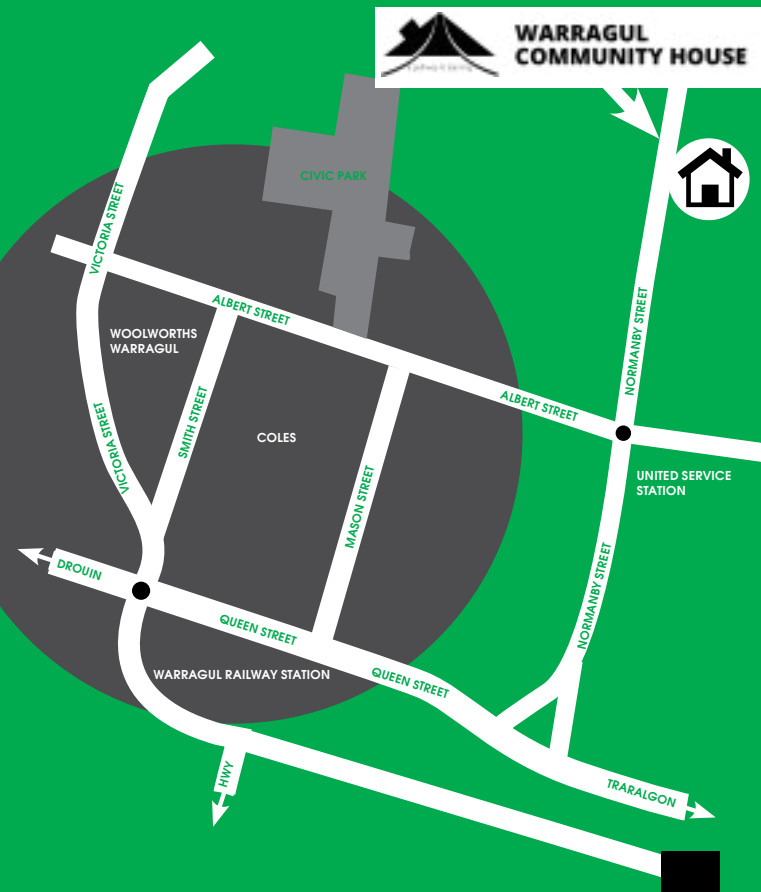 WARRAGUL
COMMUNITY HOUSE
CIVIC PARK
VICTORIA STREET
ALBERT STREET
WOOLWORTHS
WARRAGUL
NORMANBY STREET
SMITH STREET
COLES
ALBERT STREET
VICTORIA STREET
MASON STREET
UNITED SERVICE
STATION
DROUIN
NORMANBY STREET
QUEEN STREET
WARRAGUL RAILWAY STATION
QUEEN STREET
HWY
TRARALGON